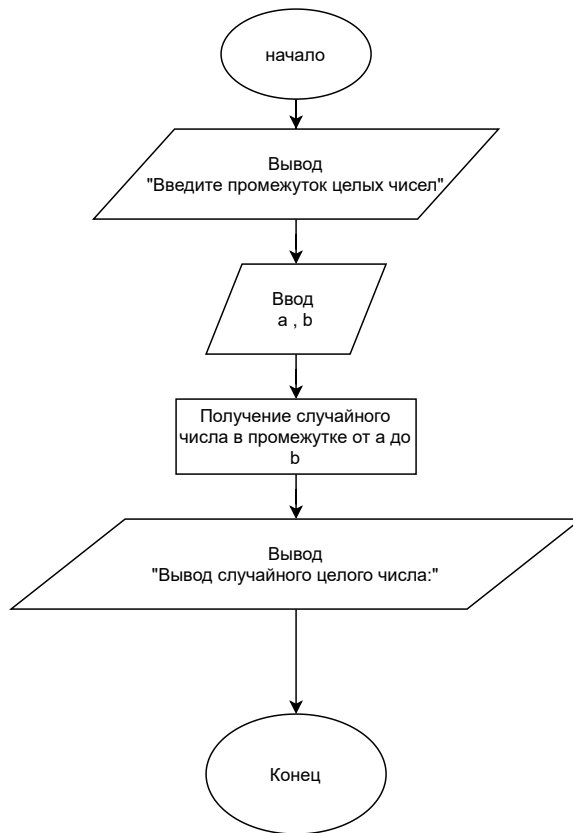 начало
Вывод
"Введите промежуток целых чисел"
Ввод
a , b
Получение случайного
числа в промежутке от a до
b
Вывод
"Вывод случайного целого числа:"
Конец